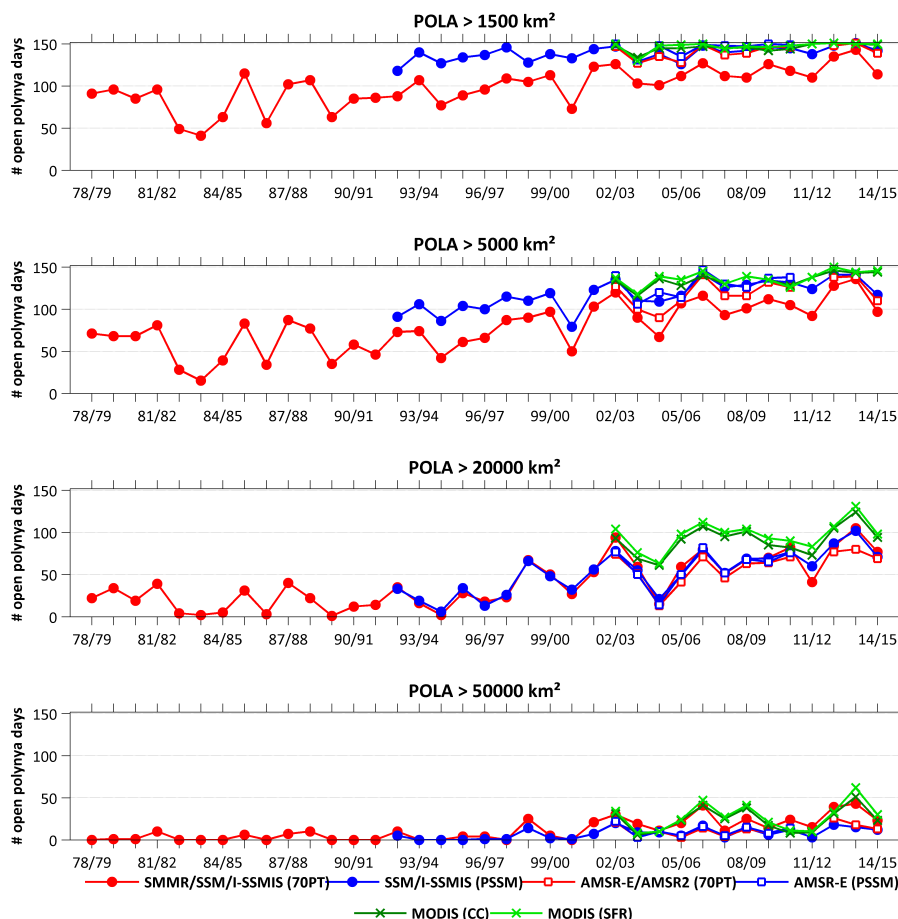 POLA > 1500 km²
# open polynya days
150
100
50
0
78/79 81/82 84/85 87/88 90/91 93/94 96/97 99/00 02/03 05/06 08/09 11/12 14/15
POLA > 5000 km²
# open polynya days
150
100
50
0
78/79 81/82 84/85 87/88 90/91 93/94 96/97 99/00 02/03 05/06 08/09 11/12 14/15
POLA > 20000 km²
# open polynya days
150
100
50
0
78/79 81/82 84/85 87/88 90/91 93/94 96/97 99/00 02/03 05/06 08/09 11/12 14/15
POLA > 50000 km²
# open polynya days
150
100
50
0
78/79 81/82 84/85 87/88 90/91 93/94 96/97 99/00 02/03 05/06 08/09 11/12 14/15
SMMR/SSM/I-SSMIS (70PT) SSM/I-SSMIS (PSSM) AMSR-E/AMSR2 (70PT) AMSR-E (PSSM)
MODIS (CC) MODIS (SFR)